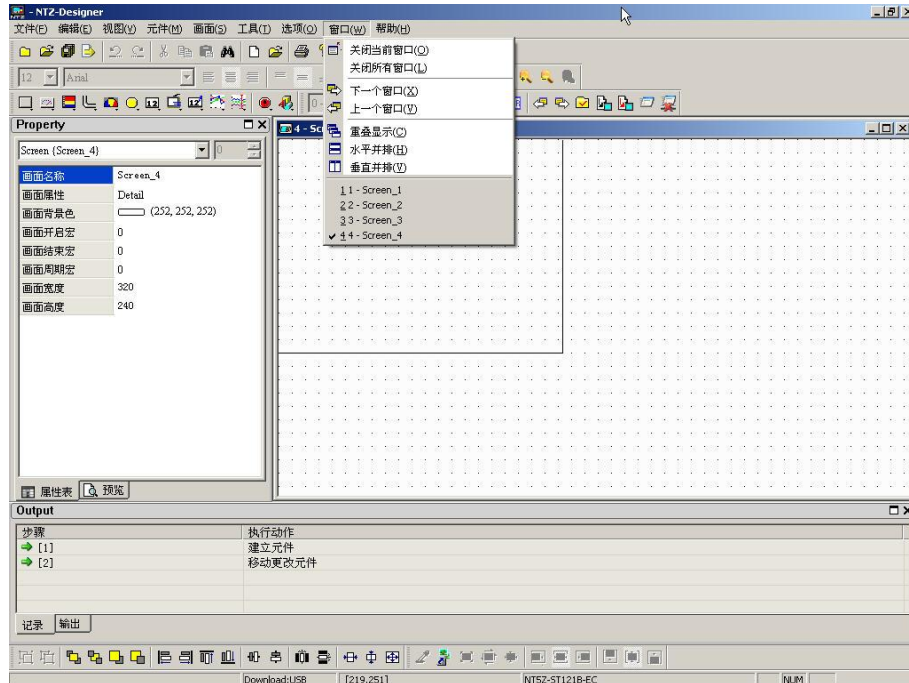 - NTZ-Designer
文件(F) 编辑(E) 视图(V) 元件(M) 画面(S) 工具(T) 选项(O) 窗口(W) 帮助(H)
关闭当前窗口(O)
关闭所有窗口(L)
下一个窗口(X)
上一个窗口(Y)
重叠显示(C)
水平并排(H)
垂直并排(V)
1 1 - Screen_1
2 2 - Screen_2
3 3 - Screen_3
4 4 - Screen_4
12 Arial
Property
4 - Sc
Screen {Screen_4} 0
画面名称 Screen_4
画面属性 Detail
画面背景色 (252, 252, 252)
画面开启宏 0
画面结束宏 0
画面周期宏 0
画面宽度 320
画面高度 240
属性表 预览
Output
步骤 执行动作
[1] 建立元件
[2] 移动更改元件
记录 输出
Download:USB [219,251] NT5Z-ST121B-EC NUM